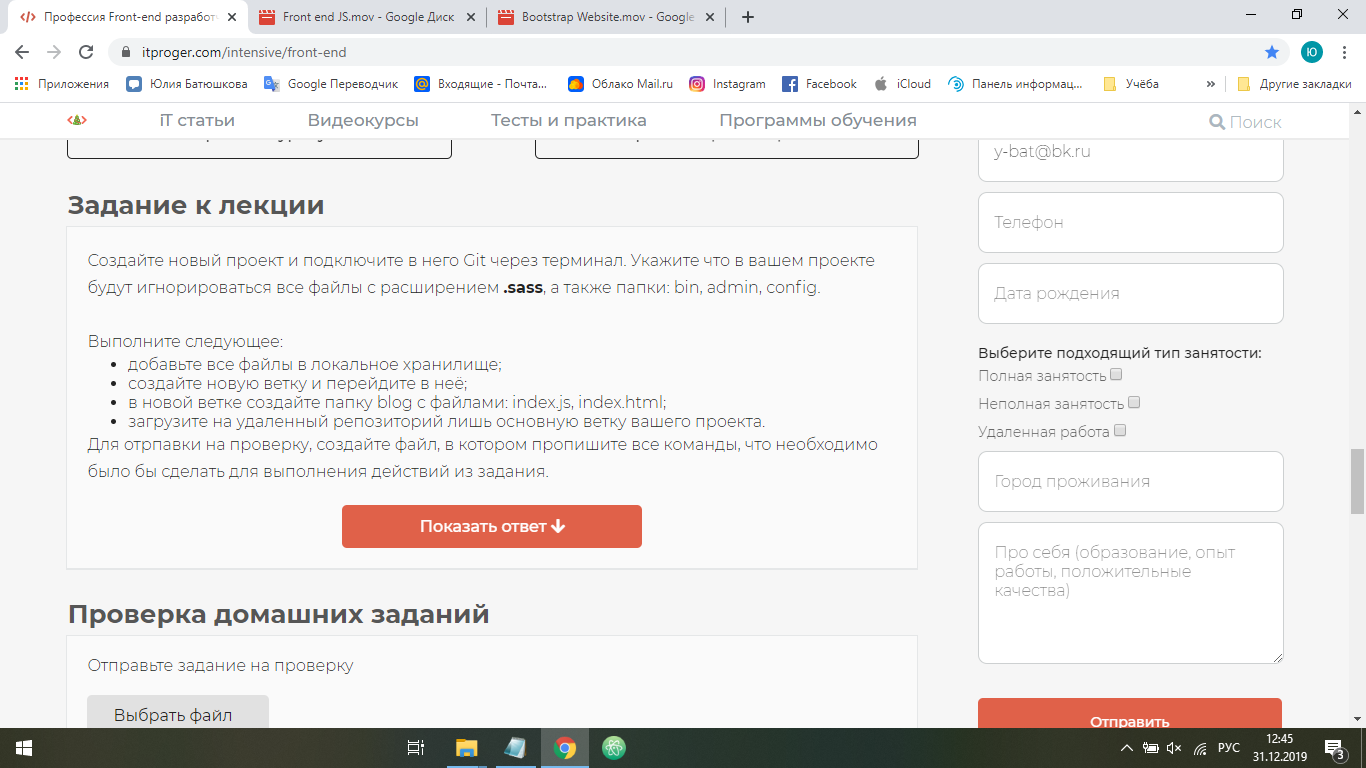 Профессия Front-end разработч
Front end JS.mov - Google Диск
Bootstrap Website.mov - Google
itproger.com/intensive/front-end
Ю
Приложения
Юлия Батюшкова
Google Переводчик
Входящие - Почта...
Облако Mail.ru
Instagram
Facebook
iCloud
Панель информац...
Учёба
»
Другие закладки
iT статьи
Видеокурсы
Тесты и практика
Программы обучения
Поиск
y-bat@bk.ru
Задание к лекции
Создайте новый проект и подключите в него Git через терминал. Укажите что в вашем проекте
будут игнорироваться все файлы с расширением .sass, а также папки: bin, admin, config.
Выполните следующее:
• добавьте все файлы в локальное хранилище;
• создайте новую ветку и перейдите в неё;
• в новой ветке создайте папку blog с файлами: index.js, index.html;
• загрузите на удаленный репозиторий лишь основную ветку вашего проекта.
Для отрпавки на проверку, создайте файл, в котором пропишите все команды, что необходимо
было бы сделать для выполнения действий из задания.
Показать ответ
Проверка домашних заданий
Отправьте задание на проверку
Выбрать файл
Телефон
Дата рождения
Выберите подходящий тип занятости:
Полная занятость
Неполная занятость
Удаленная работа
Город проживания
Про себя (образование, опыт
работы, положительные
качества)
Отправить
РУС
12:45
31.12.2019
3